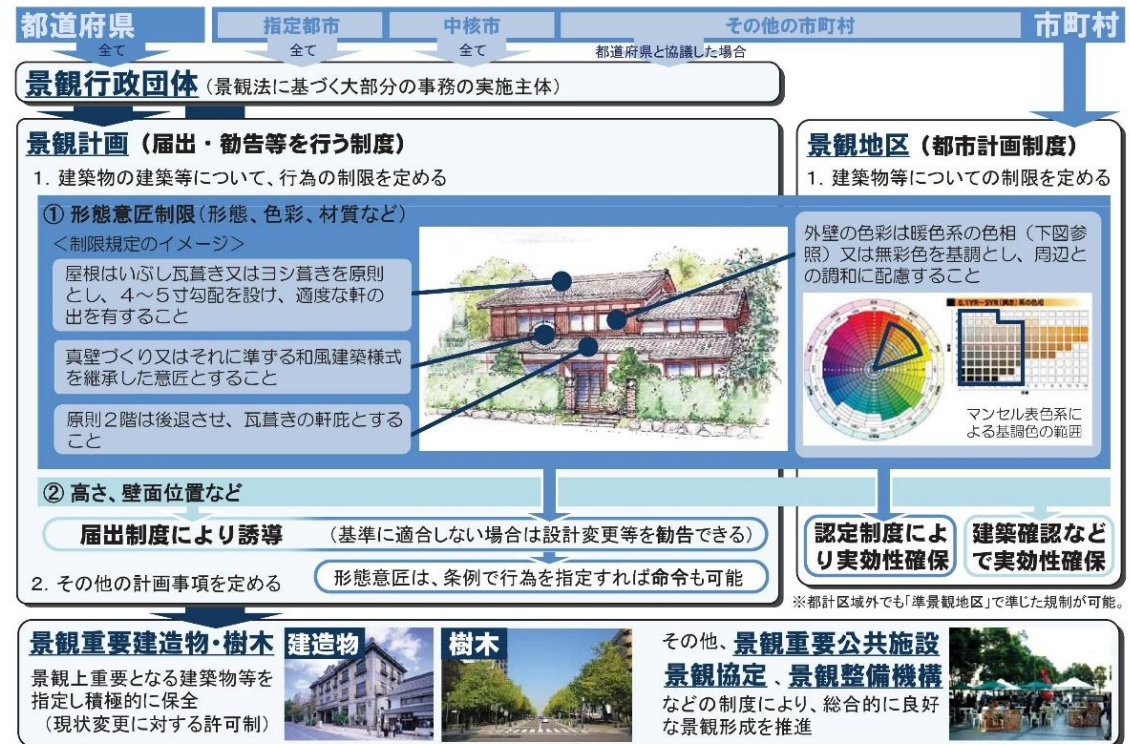 都道府県
指定都市
中核市
その他の市町村
市町村
全て
全て
全て
都道府県と協議した場合
景観行政団体（景観法に基づく大部分の事務の実施主体）
景観計画（届出・勧告等を行う制度）
1. 建築物の建築等について、行為の制限を定める
① 形態意匠制限（形態、色彩、材質など）
＜制限規定のイメージ＞
屋根はいぶし瓦葺き又はヨシ葺きを原則
とし、４～５寸勾配を設け、適度な軒の
出を有すること
真壁づくり又はそれに準ずる和風建築様式
を継承した意匠とすること
原則２階は後退させ、瓦葺きの軒庇とする
こと
景観地区（都市計画制度）
1. 建築物等についての制限を定める
外壁の色彩は暖色系の色相（下図参
照）又は無彩色を基調とし、周辺と
の調和に配慮すること
0.1YR～5YR(黄赤)系の色相
マンセル表色系に
よる基調色の範囲
② 高さ、壁面位置など
届出制度により誘導（基準に適合しない場合は設計変更等を勧告できる）
形態意匠は、条例で行為を指定すれば命令も可能
2. その他の計画事項を定める
認定制度によ
り実効性確保
建築確認など
で実効性確保
※都計区域外でも「準景観地区」で準じた規制が可能。
景観重要建造物・樹木
景観上重要となる建築物等を
指定し積極的に保全
（現状変更に対する許可制）
建造物
樹木
その他、景観重要公共施設
景観協定 、景観整備機構
などの制度により、総合的に良好
な景観形成を推進